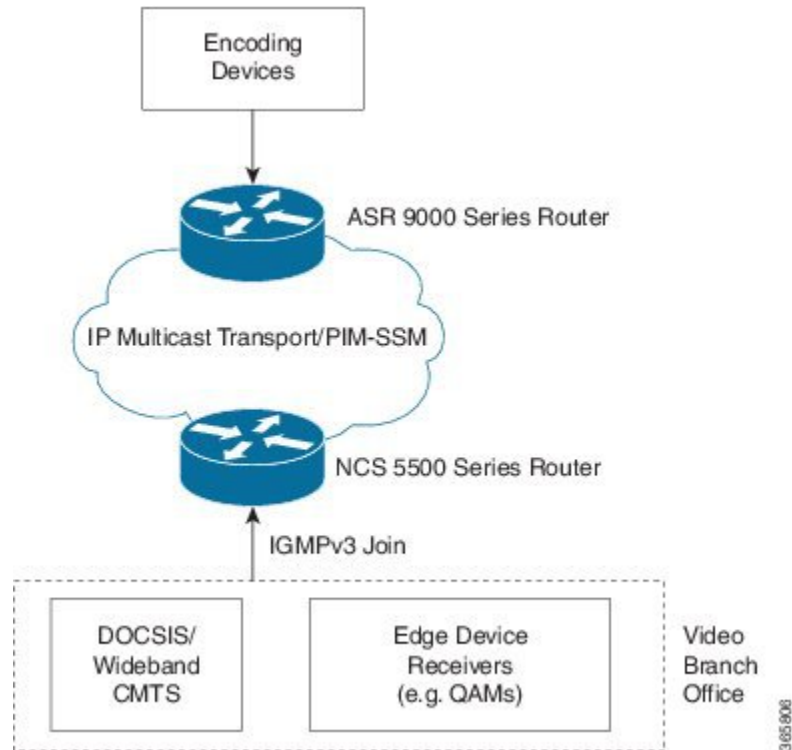 Encoding
Devices
ASR 9000 Series Router
IP Multicast Transport/PIM-SSM
NCS 5500 Series Router
IGMPv3 Join
DOCSIS/
Wideband
CMTS
Edge Device
Receivers
(e.g. QAMs)
Video
Branch
Office
365806